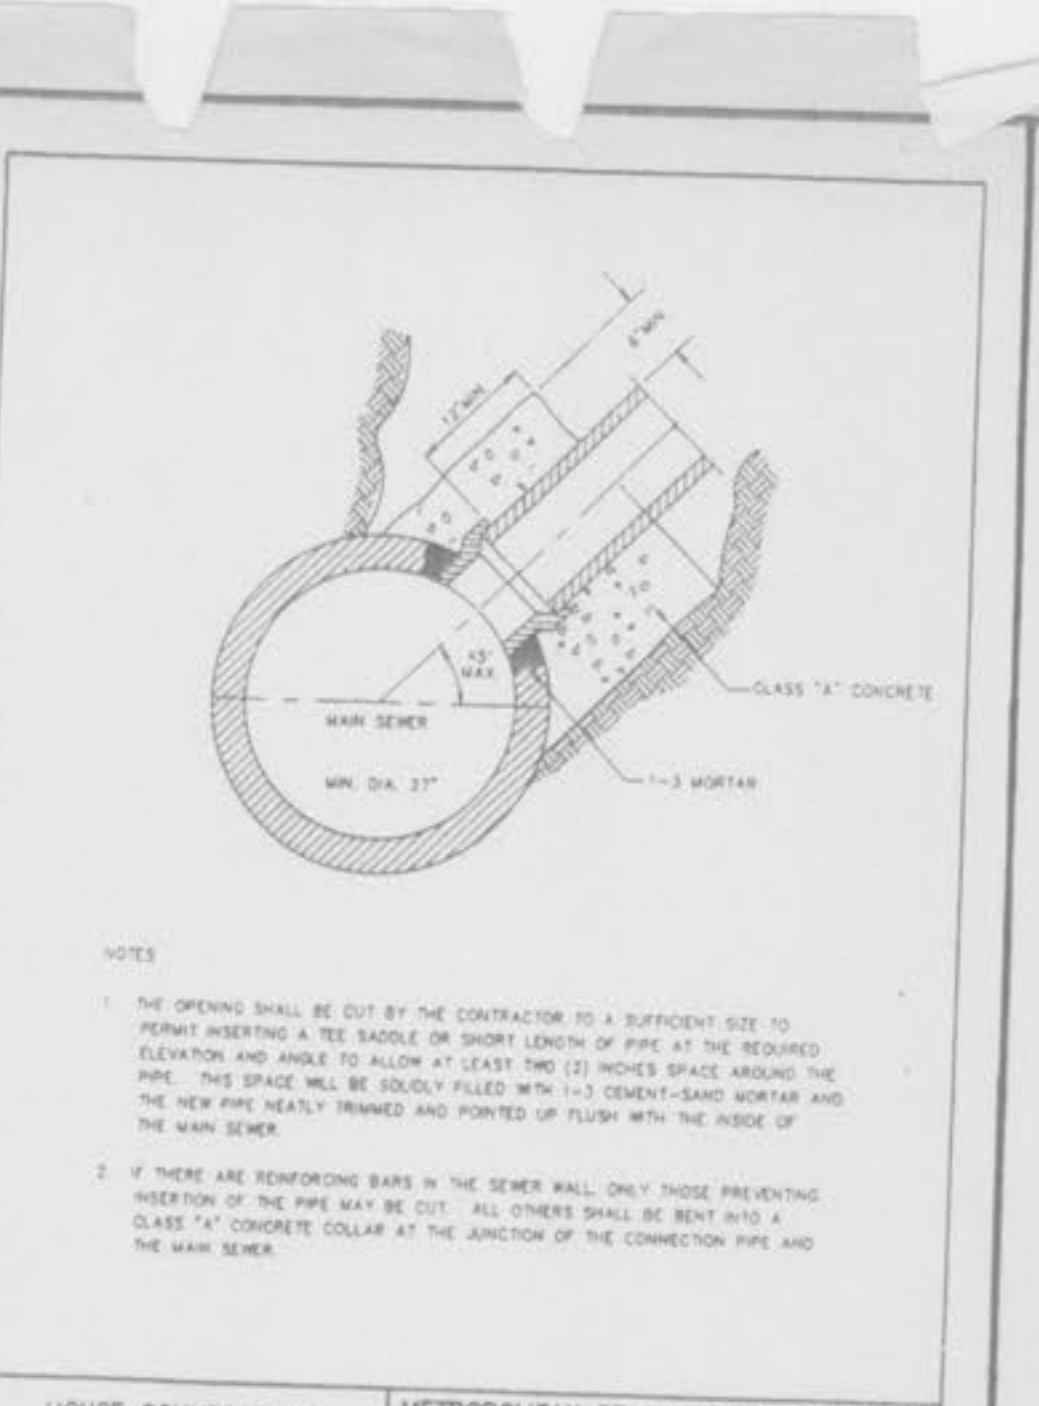 12" MIN
MIN
45°
MAX.
MAIN SEWER
MIN. DIA. 27"
CLASS "A" CONCRETE
1-3 MORTAR
NOTES
1. THE OPENING SHALL BE CUT BY THE CONTRACTOR TO A SUFFICIENT SIZE TO
PERMIT INSERTING A TEE SADDLE OR SHORT LENGTH OF PIPE AT THE REQUIRED
ELEVATION AND ANGLE TO ALLOW AT LEAST TWO (2) INCHES SPACE AROUND THE
PIPE. THIS SPACE WILL BE SOLIDLY FILLED WITH 1-3 CEMENT-SAND MORTAR AND
THE NEW PIPE NEATLY TRIMMED AND POINTED UP FLUSH WITH THE INSIDE OF
THE MAIN SEWER.
2. IF THERE ARE REINFORCING BARS IN THE SEWER WALL, ONLY THOSE PREVENTING
INSERTION OF THE PIPE MAY BE CUT. ALL OTHERS SHALL BE BENT INTO A
CLASS "A" CONCRETE COLLAR AT THE JUNCTION OF THE CONNECTION PIPE AND
THE MAIN SEWER.
HOUSE
METROPOLITAN